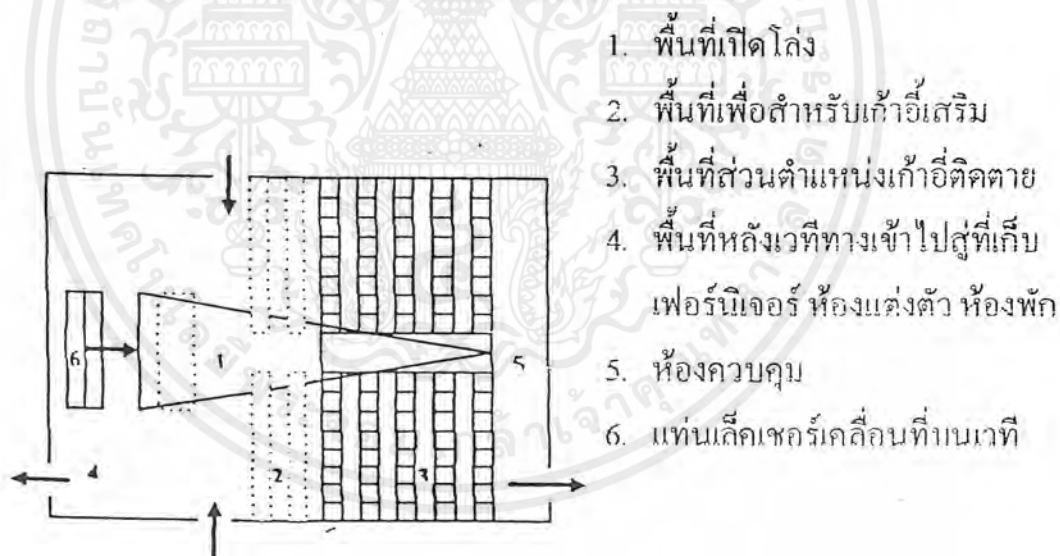 1. พื้นที่เปิดโล่ง
2. พื้นที่เพื่อสำหรับเก้าอี้เสริม
3. พื้นที่ส่วนตำแหน่งเก้าอี้ติดตาย
4. พื้นที่หลังเวทีทางเข้าไปสู่ที่เก็บ
เฟอร์นิเจอร์ ห้องแต่งตัว ห้องพัก
5. ห้องควบคุม
6. แท่นเล็คเชอร์เคลื่อนที่บนเวที
6
1
5
4
2
3